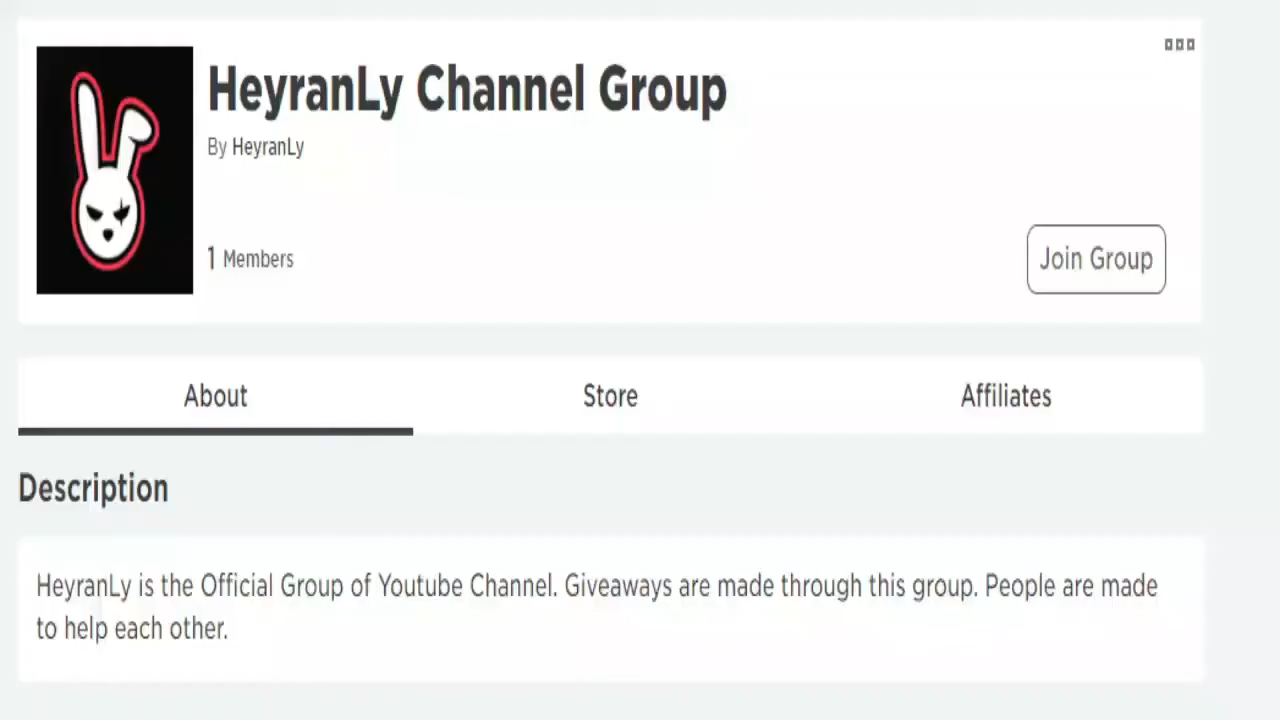 HeyranLy Channel Group
By HeyranLy
1 Members
Join Group
About
Store
Affiliates
Description
HeyranLy is the Official Group of Youtube Channel. Giveaways are made through this group. People are made
to help each other.